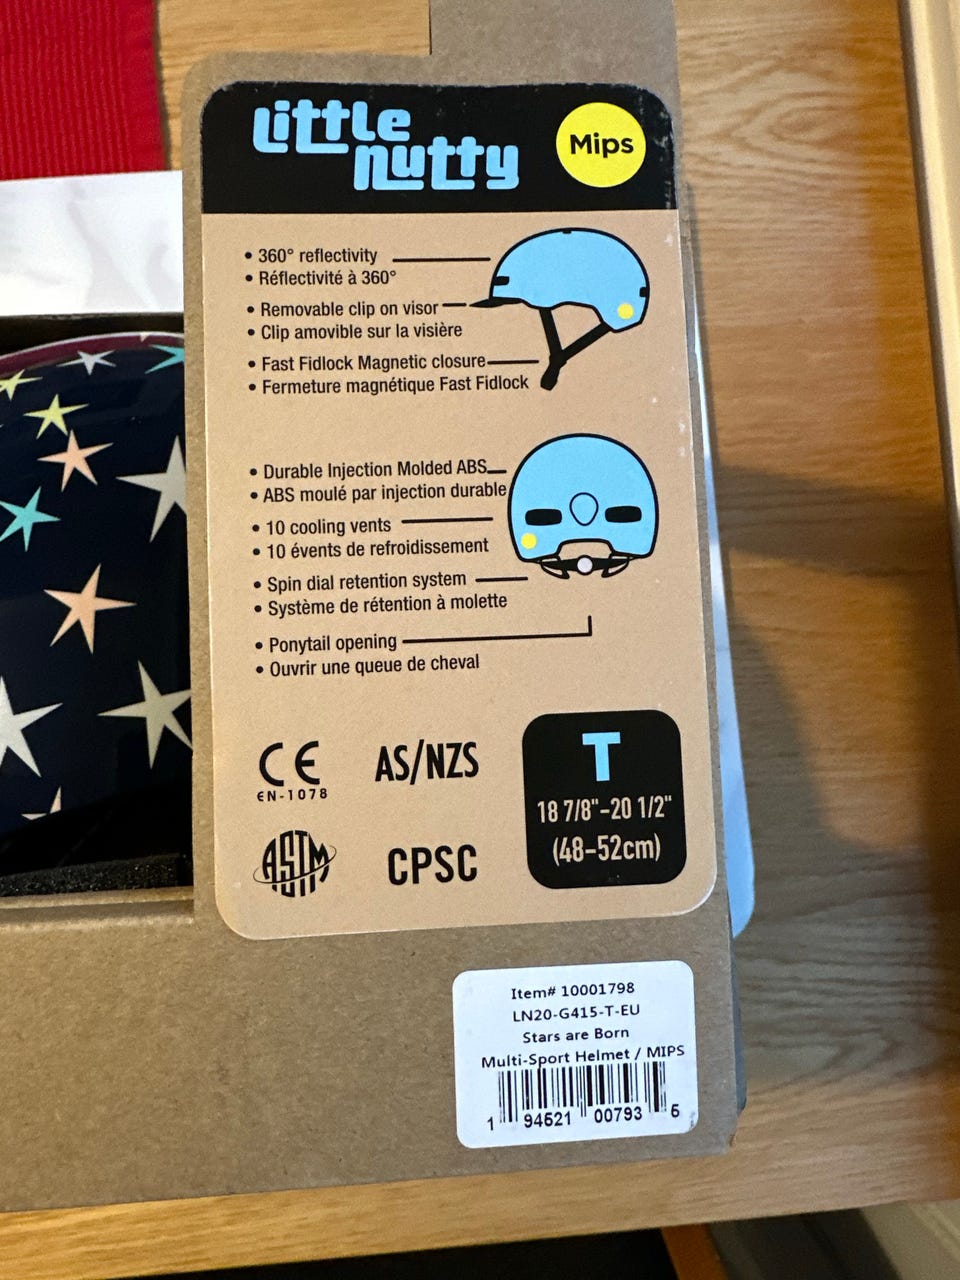 Little
nutty
Mips
• 360° reflectivity
• Réflectivité à 360°
• Removable clip on visor
• Clip amovible sur la visière
• Fast Fidlock Magnetic closure
• Fermeture magnétique Fast Fidlock
• Durable Injection Molded ABS
• ABS moulé par injection durable
• 10 cooling vents
• 10 évents de refroidissement
• Spin dial retention system
• Système de rétention à molette
• Ponytail opening
• Ouvrir une queue de cheval
CE
EN-1078
AS/NZS
ASTM
CPSC
T
18 7/8"-20 1/2"
(48-52cm)
Item# 10001798
LN20-G415-T-EU
Stars are Born
Multi-Sport Helmet / MIPS
1 94521 00793 5